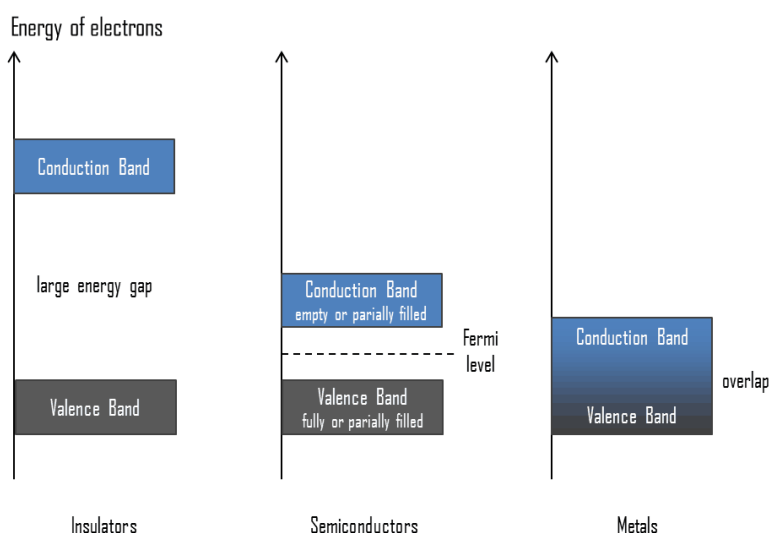 Energy of electrons
Conduction Band
large energy gap
Valence Band
Insulators
Conduction Band
empty or partially filled
Fermi
level
Valence Band
fully or parially filled
Semiconductors
Conduction Band
Valence Band
overlap
Metals